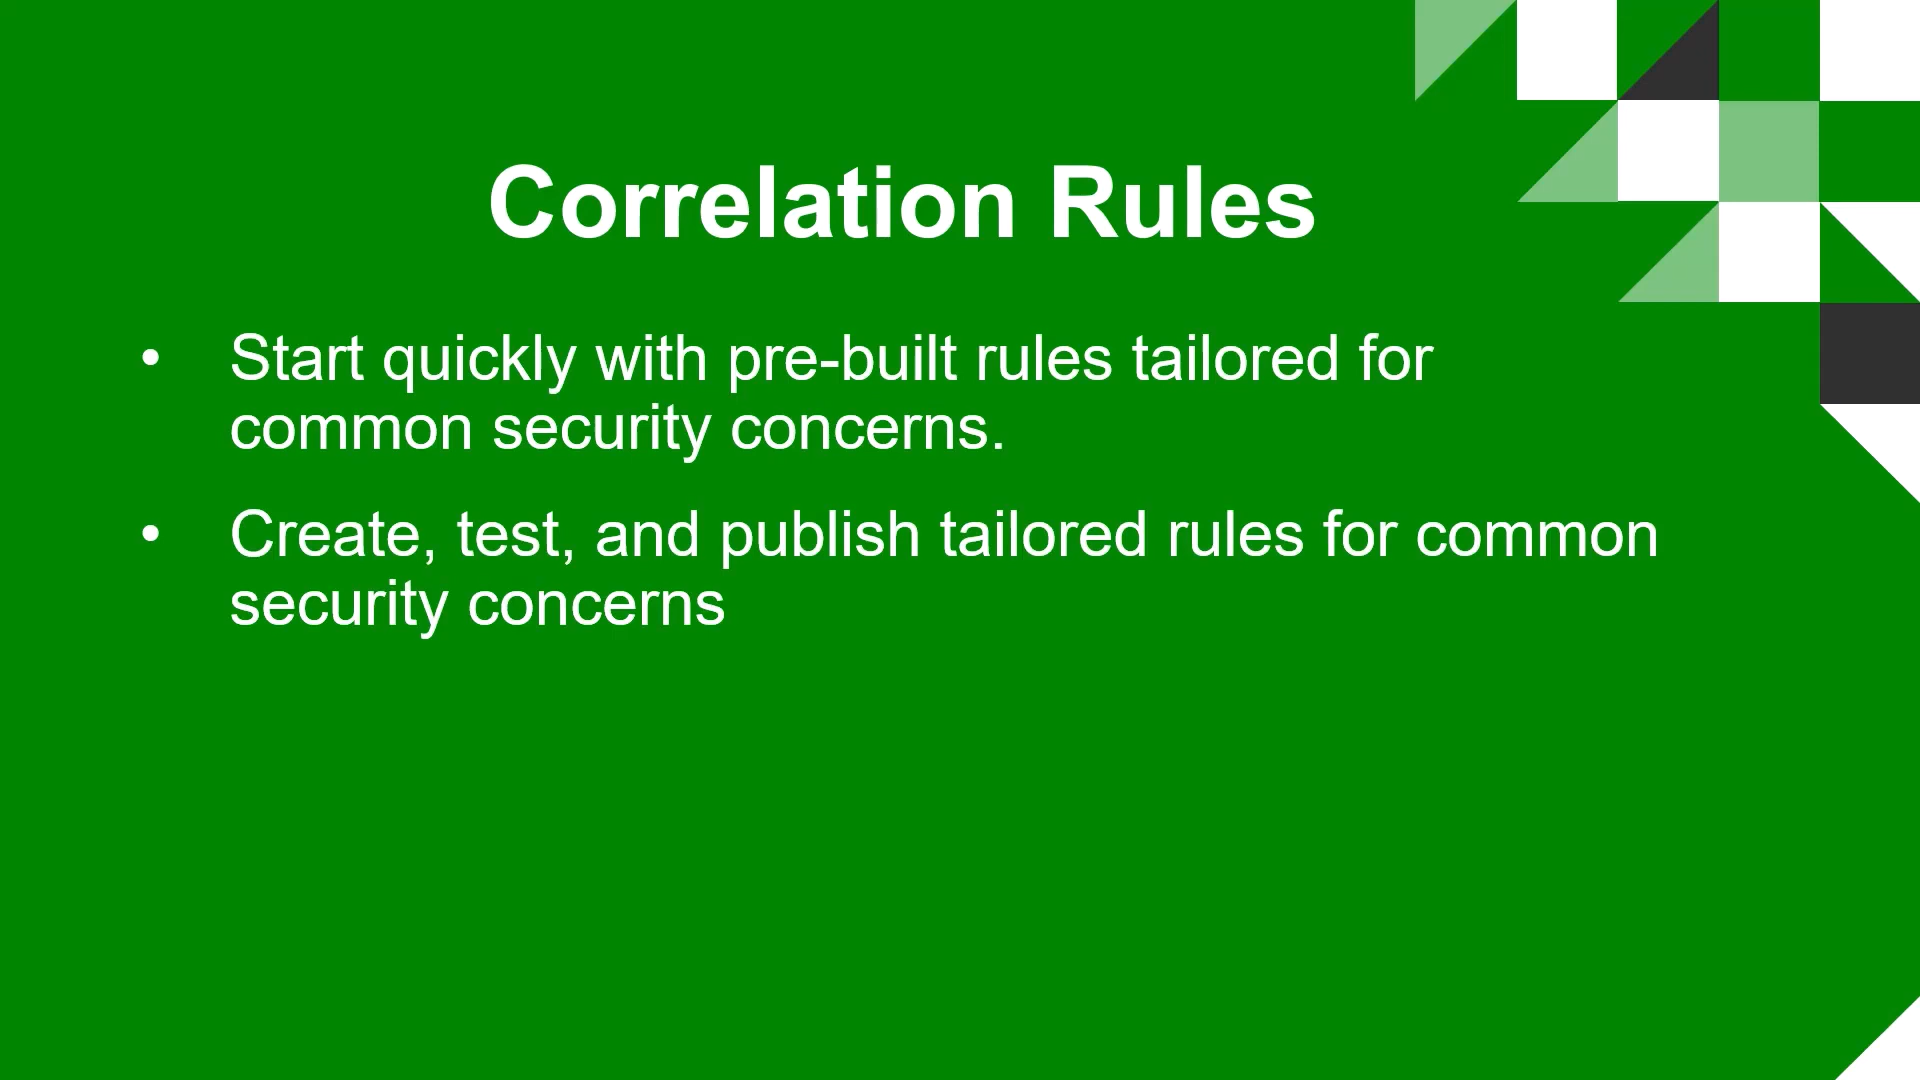 Correlation Rules
• Start quickly with pre-built rules tailored for
common security concerns.
• Create, test, and publish tailored rules for common
security concerns